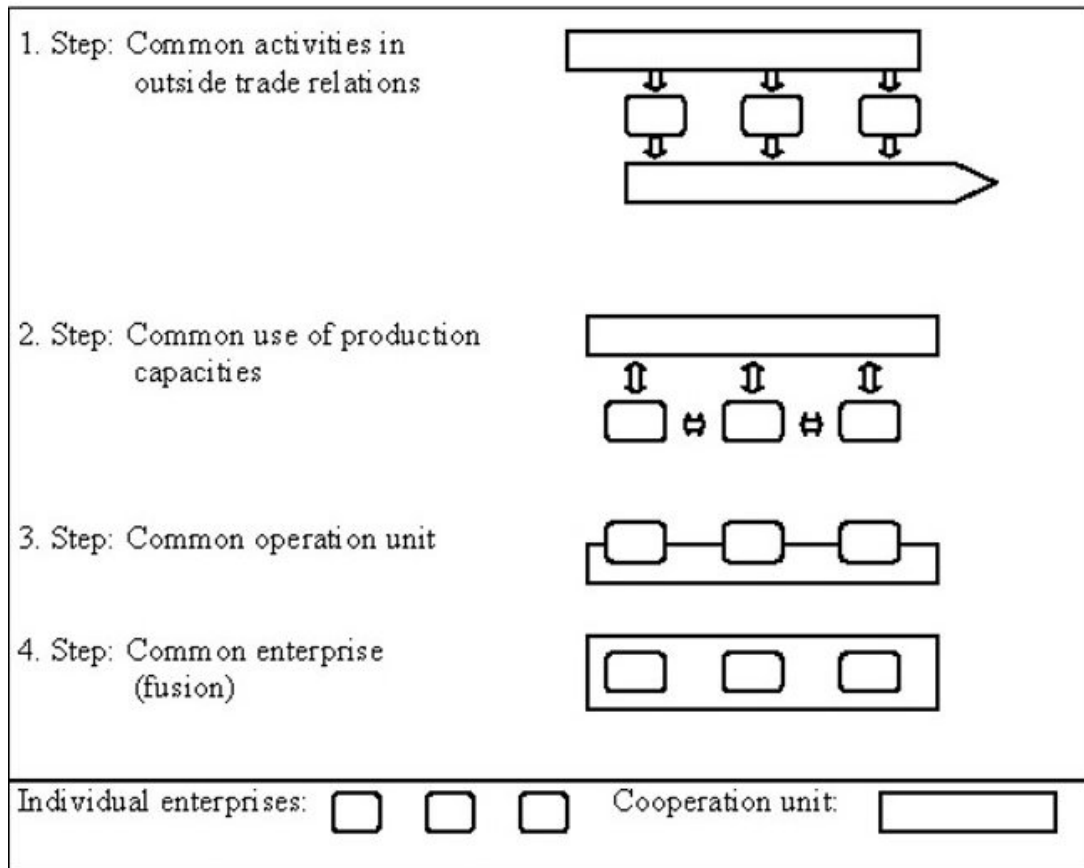 1. Step: Common activities in
outside trade relations
2. Step: Common use of production
capacities
3. Step: Common operation unit
4. Step: Common enterprise
(fusion)
Individual enterprises:
Cooperation unit: